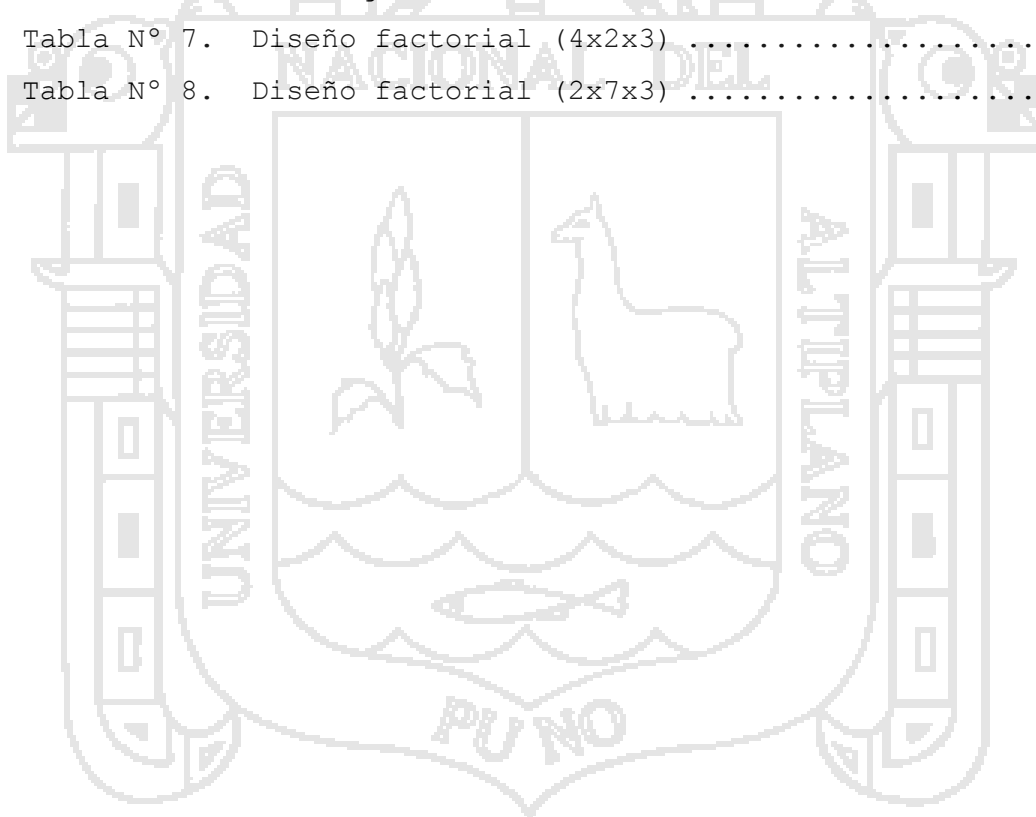 Tabla N° 7. Diseño factorial (4x2x3) .....................
Tabla N° 8. Diseño factorial (2x7x3) .....................
NACIONAL DEL
UNIVERSIDAD
ALTIPLANO
PUNO